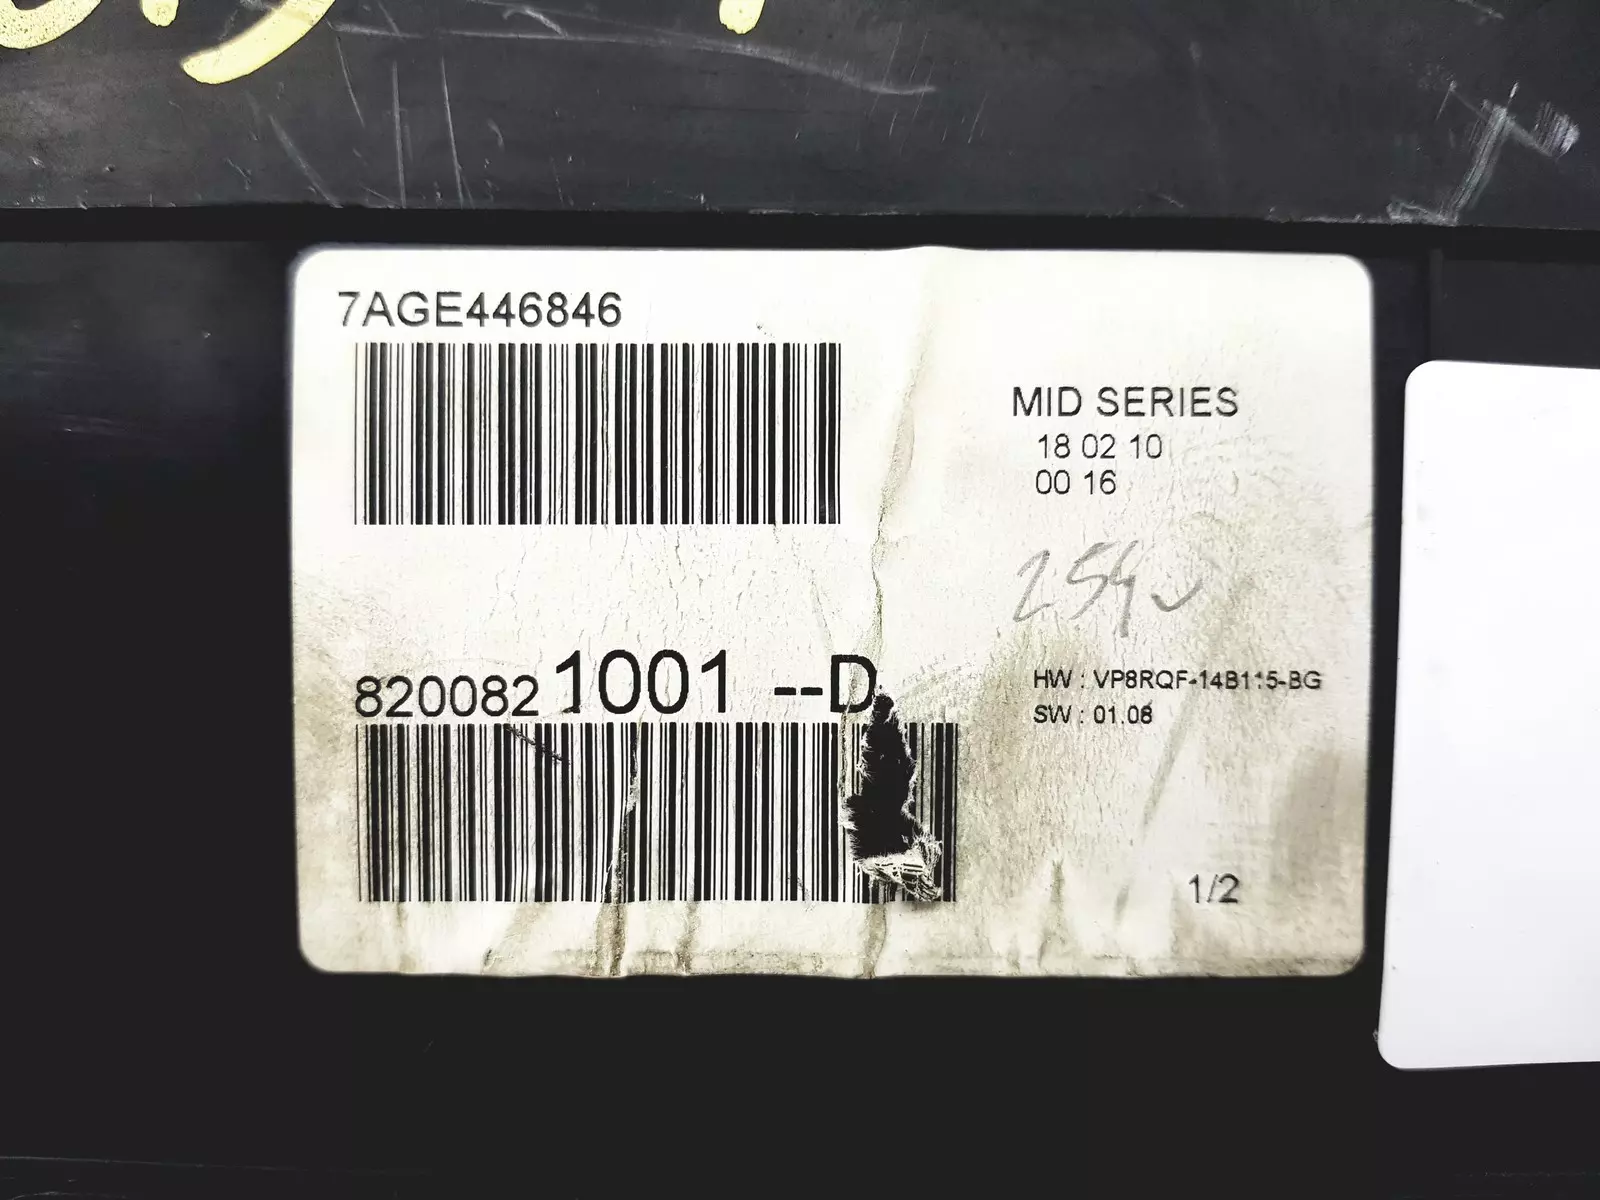 7AGE446846
MID SERIES
18 02 10
00 16
8200821001 --D
HW : VP8RQF-14B115-BG
SW : 01.08
1/2